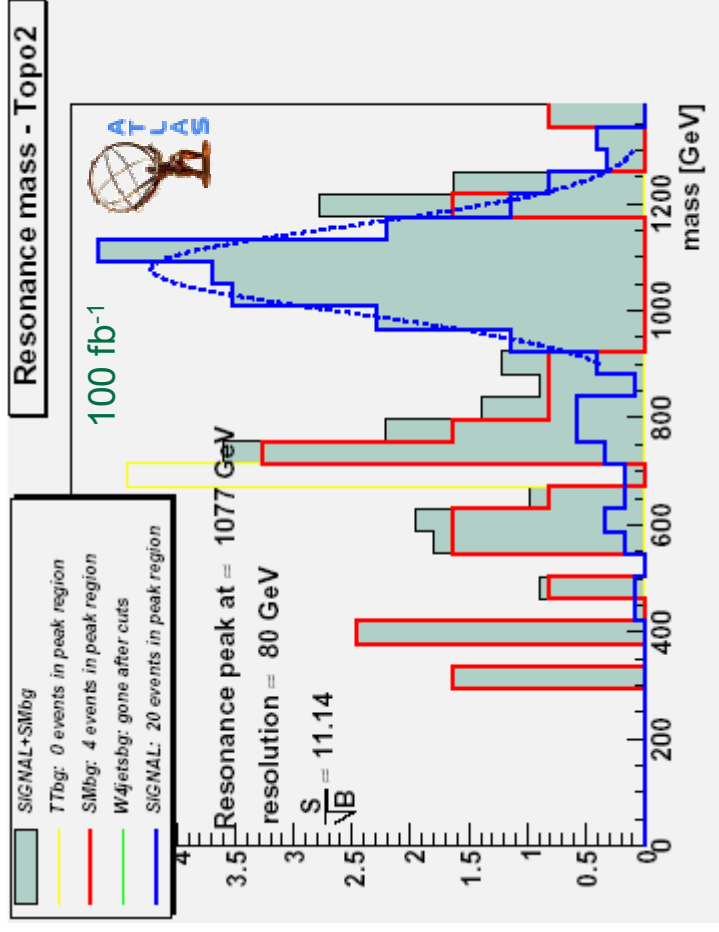 Resonance mass - Topo2
SIGNAL+SMbg
TTbg: 0 events in peak region
SMbg: 4 events in peak region
W4jetsbg: gone after cuts
SIGNAL: 20 events in peak region
100 fb-1
ATLAS
Resonance peak at = 1077 GeV
resolution = 80 GeV
S/√B = 11.14
4
3.5
3
2.5
2
1.5
1
0.5
0
0 200 400 600 800 1000 1200
mass [GeV]